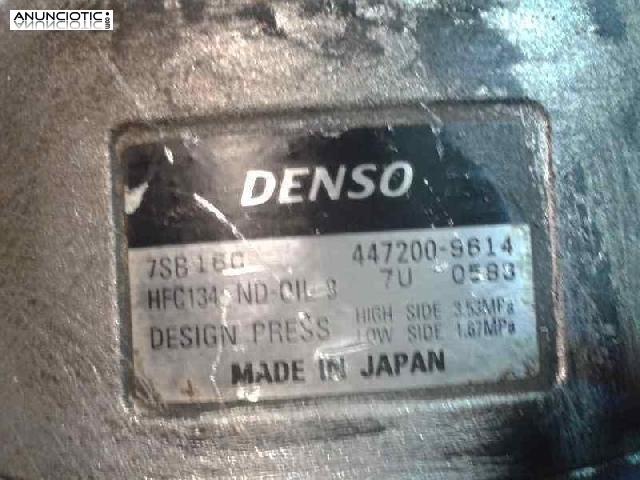 ANUNCIOTIC.com
DENSO
7SB16C 447200-9614
HFC134 ND-OIL 8 7U 0583
DESIGN PRESS HIGH SIDE 3.53MPa
LOW SIDE 1.67MPa
MADE IN JAPAN